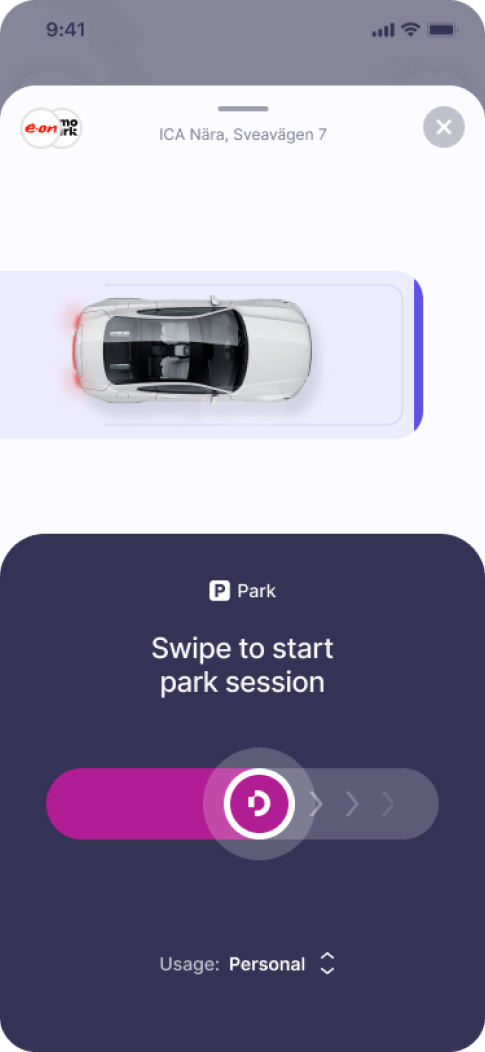 9:41
e·on
mo
rk
ICA Nära, Sveavägen 7
P Park
Swipe to start
park session
Usage: Personal